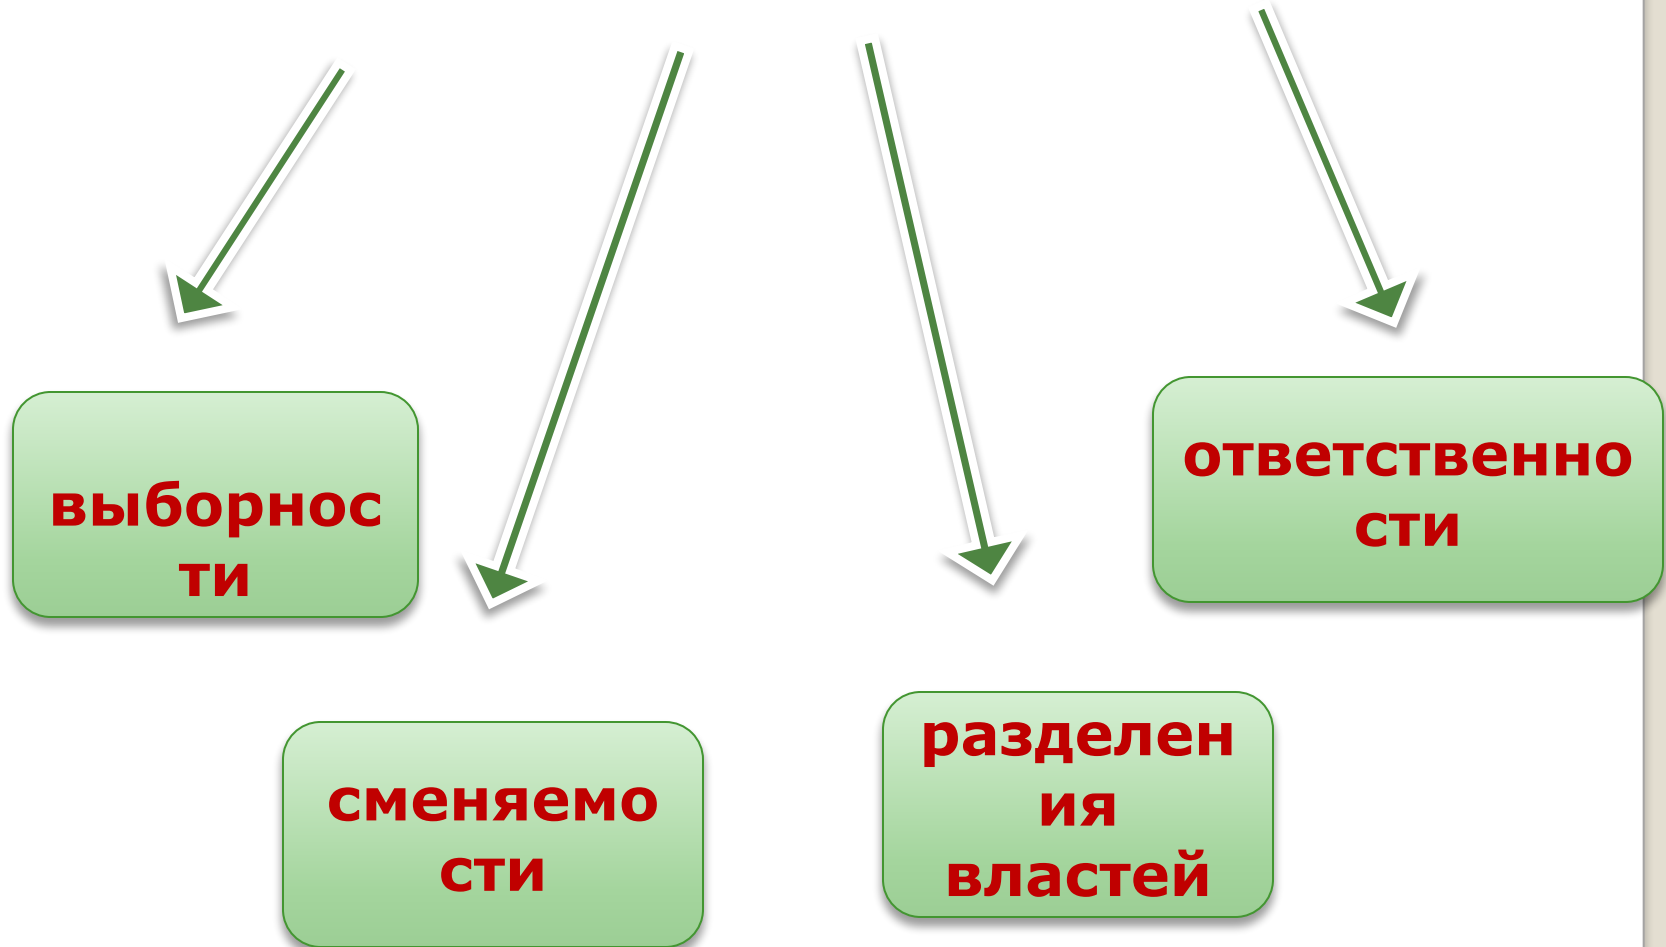 выборнос
ти
сменяемо
сти
разделен
ия
властей
ответственно
сти